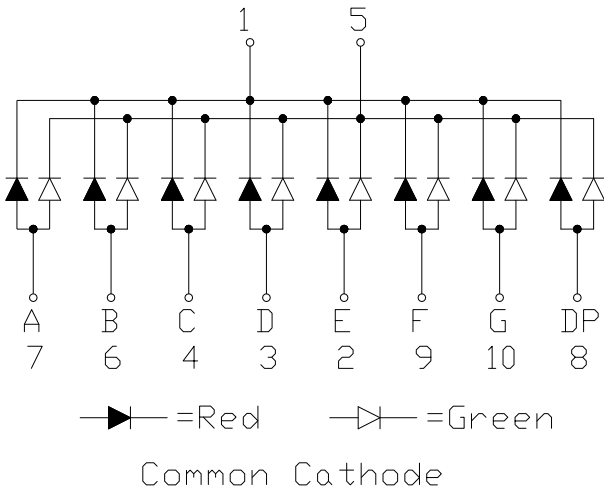 1 5
A B C D E F G DP
7 6 4 3 2 9 10 8
=Red =Green
Common Cathode